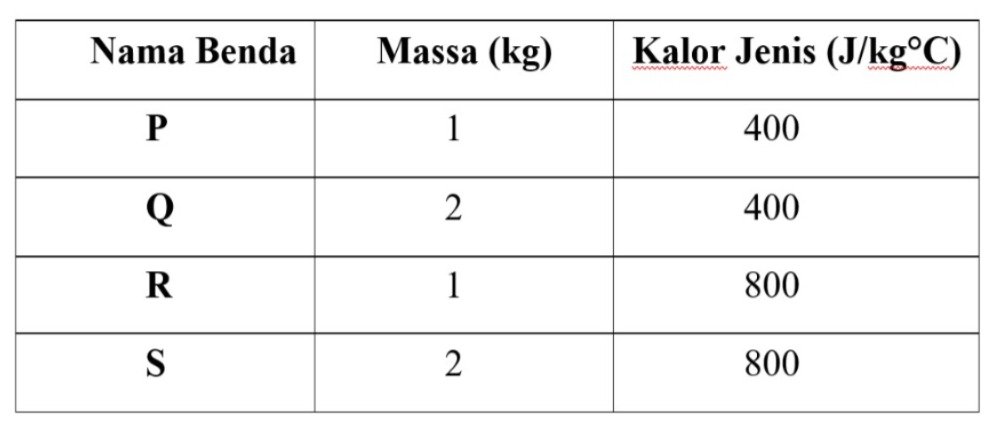 Nama Benda Massa (kg) Kalor Jenis (J/kg°C)
P 1 400
Q 2 400
R 1 800
S 2 800